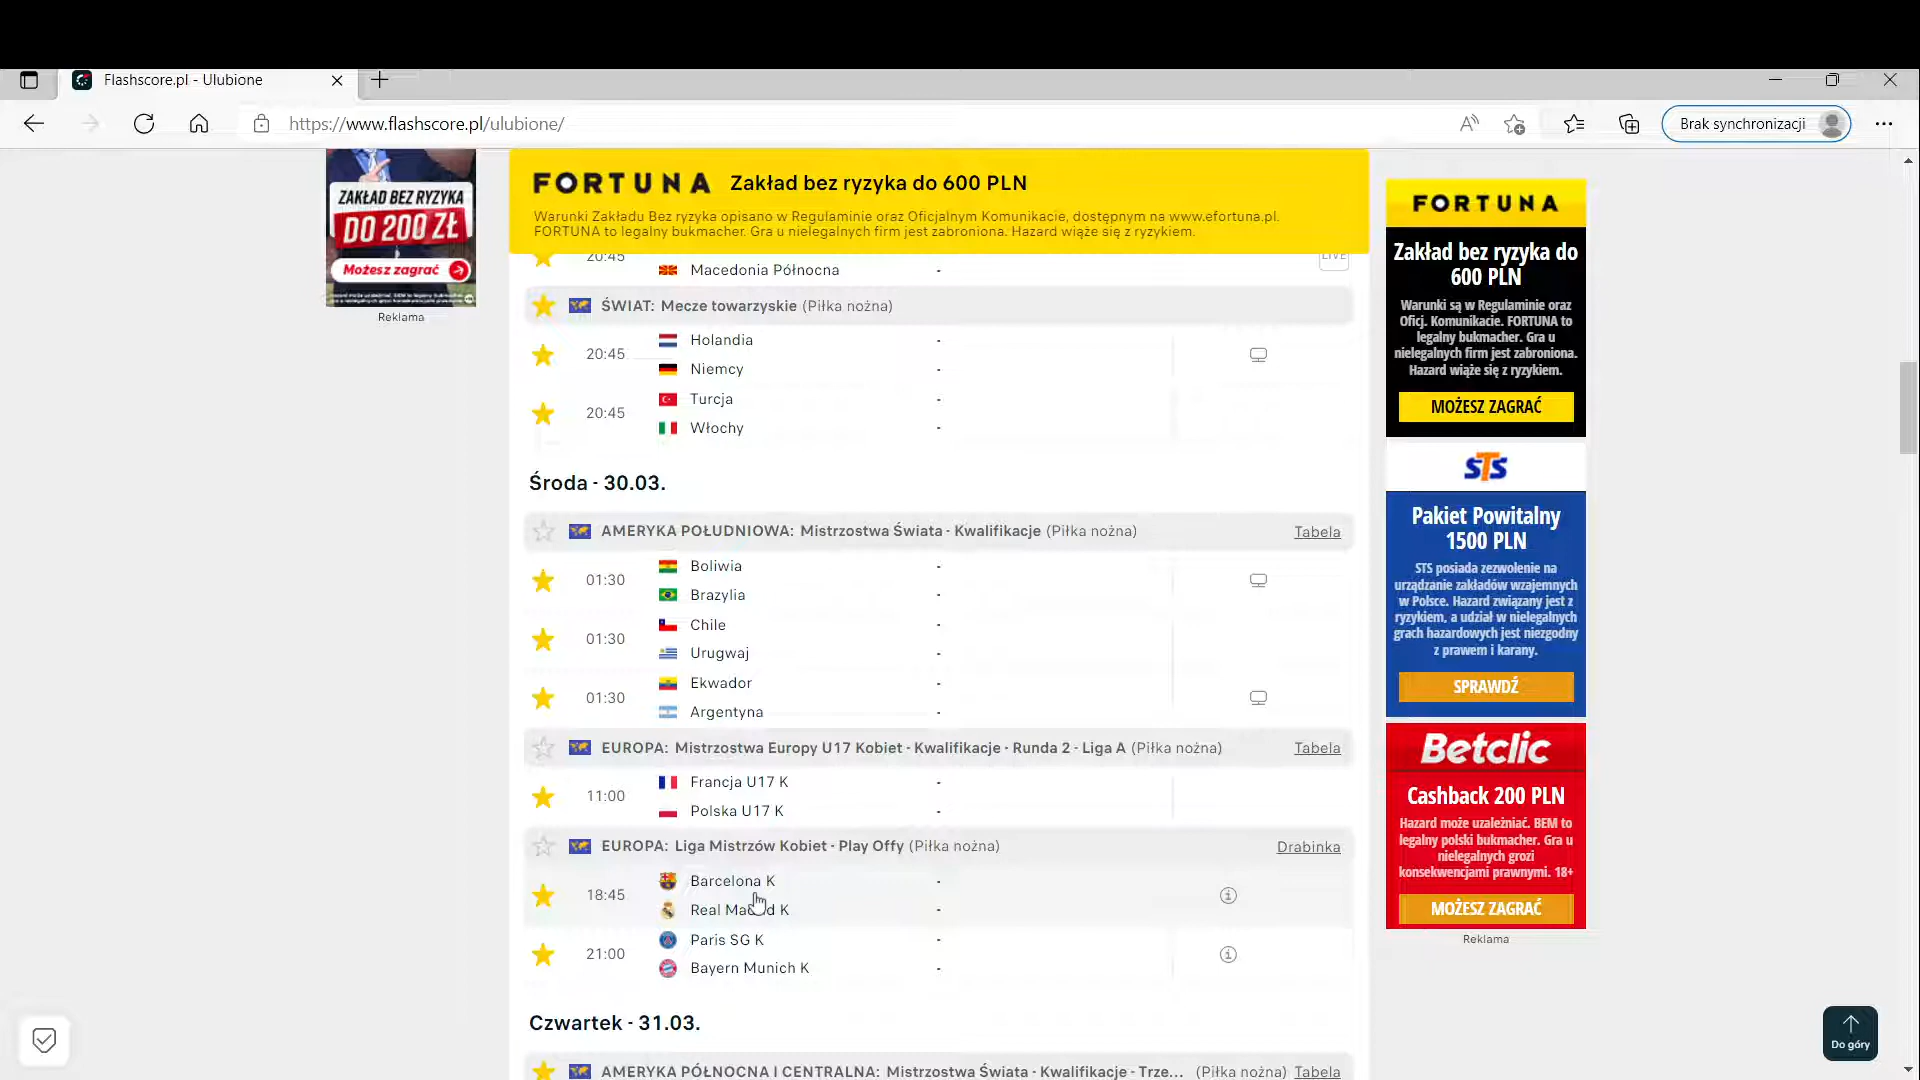 Flashscore.pl - Ulubione
https://www.flashscore.pl/ulubione/
Brak synchronizacji
ZAKŁAD BEZ RYZYKA
DO 200 ZŁ
Możesz zagrać
Reklama
FORTUNA Zakład bez ryzyka do 600 PLN
Warunki Zakładu Bez ryzyka opisano w Regulaminie oraz Oficjalnym Komunikacie, dostępnym na www.efortuna.pl.
FORTUNA to legalny bukmacher. Gra u nielegalnych firm jest zabroniona. Hazard wiąże się z ryzykiem.
20:45
Macedonia Północna -
LIVE
ŚWIAT: Mecze towarzyskie (Piłka nożna)
20:45
Holandia -
Niemcy -
20:45
Turcja -
Włochy -
Środa - 30.03.
AMERYKA POŁUDNIOWA: Mistrzostwa Świata - Kwalifikacje (Piłka nożna) Tabela
01:30
Boliwia -
Brazylia -
01:30
Chile -
Urugwaj -
01:30
Ekwador -
Argentyna -
EUROPA: Mistrzostwa Europy U17 Kobiet - Kwalifikacje - Runda 2 - Liga A (Piłka nożna) Tabela
11:00
Francja U17 K -
Polska U17 K -
EUROPA: Liga Mistrzów Kobiet - Play Offy (Piłka nożna) Drabinka
18:45
Barcelona K -
Real Madrid K -
21:00
Paris SG K -
Bayern Munich K -
Czwartek - 31.03.
AMERYKA PÓŁNOCNA I CENTRALNA: Mistrzostwa Świata - Kwalifikacje - Trze... (Piłka nożna) Tabela
FORTUNA
Zakład bez ryzyka do
600 PLN
Warunki są w Regulaminie oraz
Oficj. Komunikacie. FORTUNA to
legalny bukmacher. Gra u
nielegalnych firm jest zabroniona.
Hazard wiąże się z ryzykiem.
MOŻESZ ZAGRAĆ
STS
Pakiet Powitalny
1500 PLN
STS posiada zezwolenie na
urządzanie zakładów wzajemnych
w Polsce. Hazard związany jest z
ryzykiem, a udział w nielegalnych
grach hazardowych jest niezgodny
z prawem i karany.
SPRAWDŹ
Betclic
Cashback 200 PLN
Hazard może uzależniać. BEM to
legalny polski bukmacher. Gra u
nielegalnych grozi
konsekwencjami prawnymi. 18+
MOŻESZ ZAGRAĆ
Reklama
Do góry